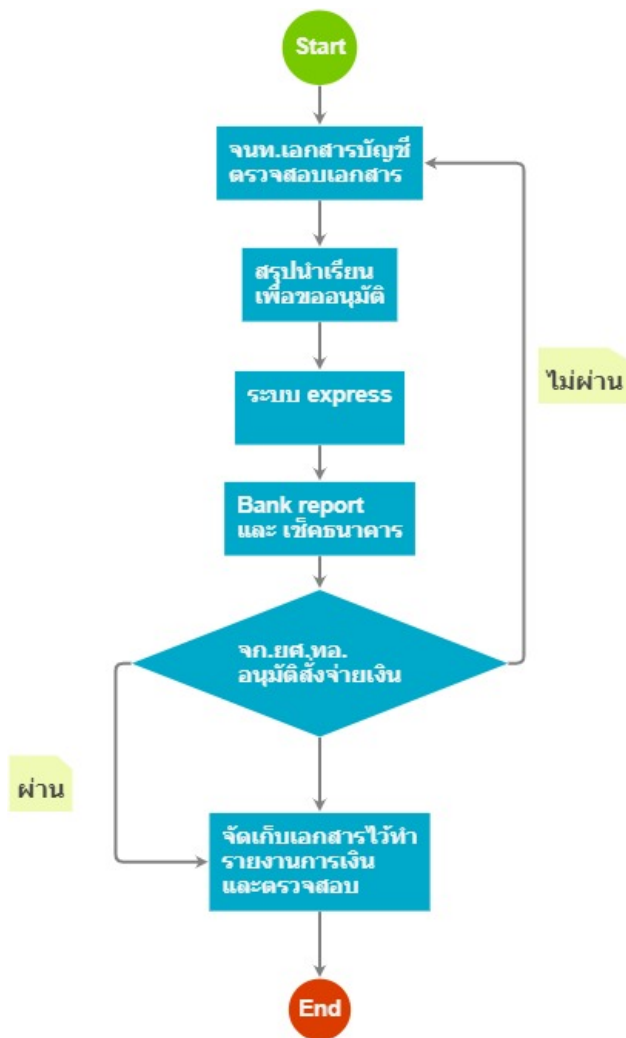 Start
จนท.เอกสารบัญชี
ตรวจสอบเอกสาร
สรุปนำเรียน
เพื่อขออนุมัติ
ไม่ผ่าน
ระบบ express
Bank report
และ เช็คธนาคาร
จก.ยศ.ทอ.
อนุมัติสั่งจ่ายเงิน
ผ่าน
จัดเก็บเอกสารไว้ทำ
รายงานการเงิน
และตรวจสอบ
End